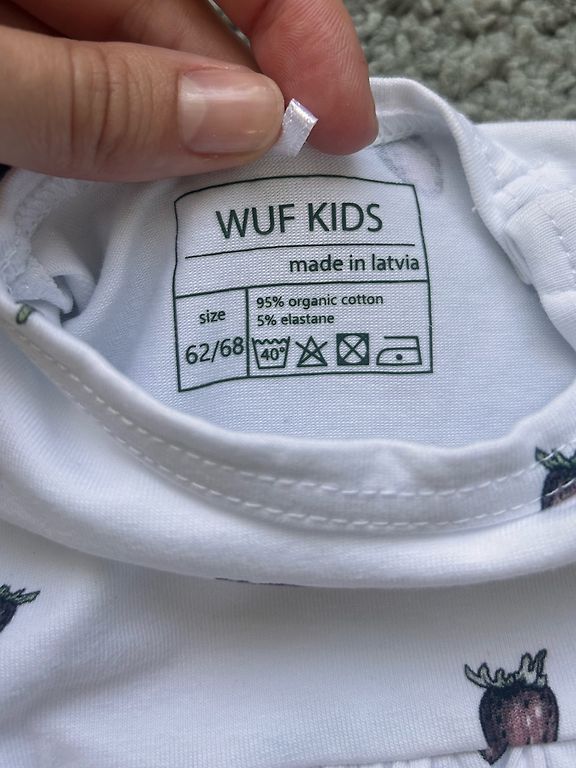 WUF KIDS
made in latvia
size
62/68
95% organic cotton
5% elastane
40°